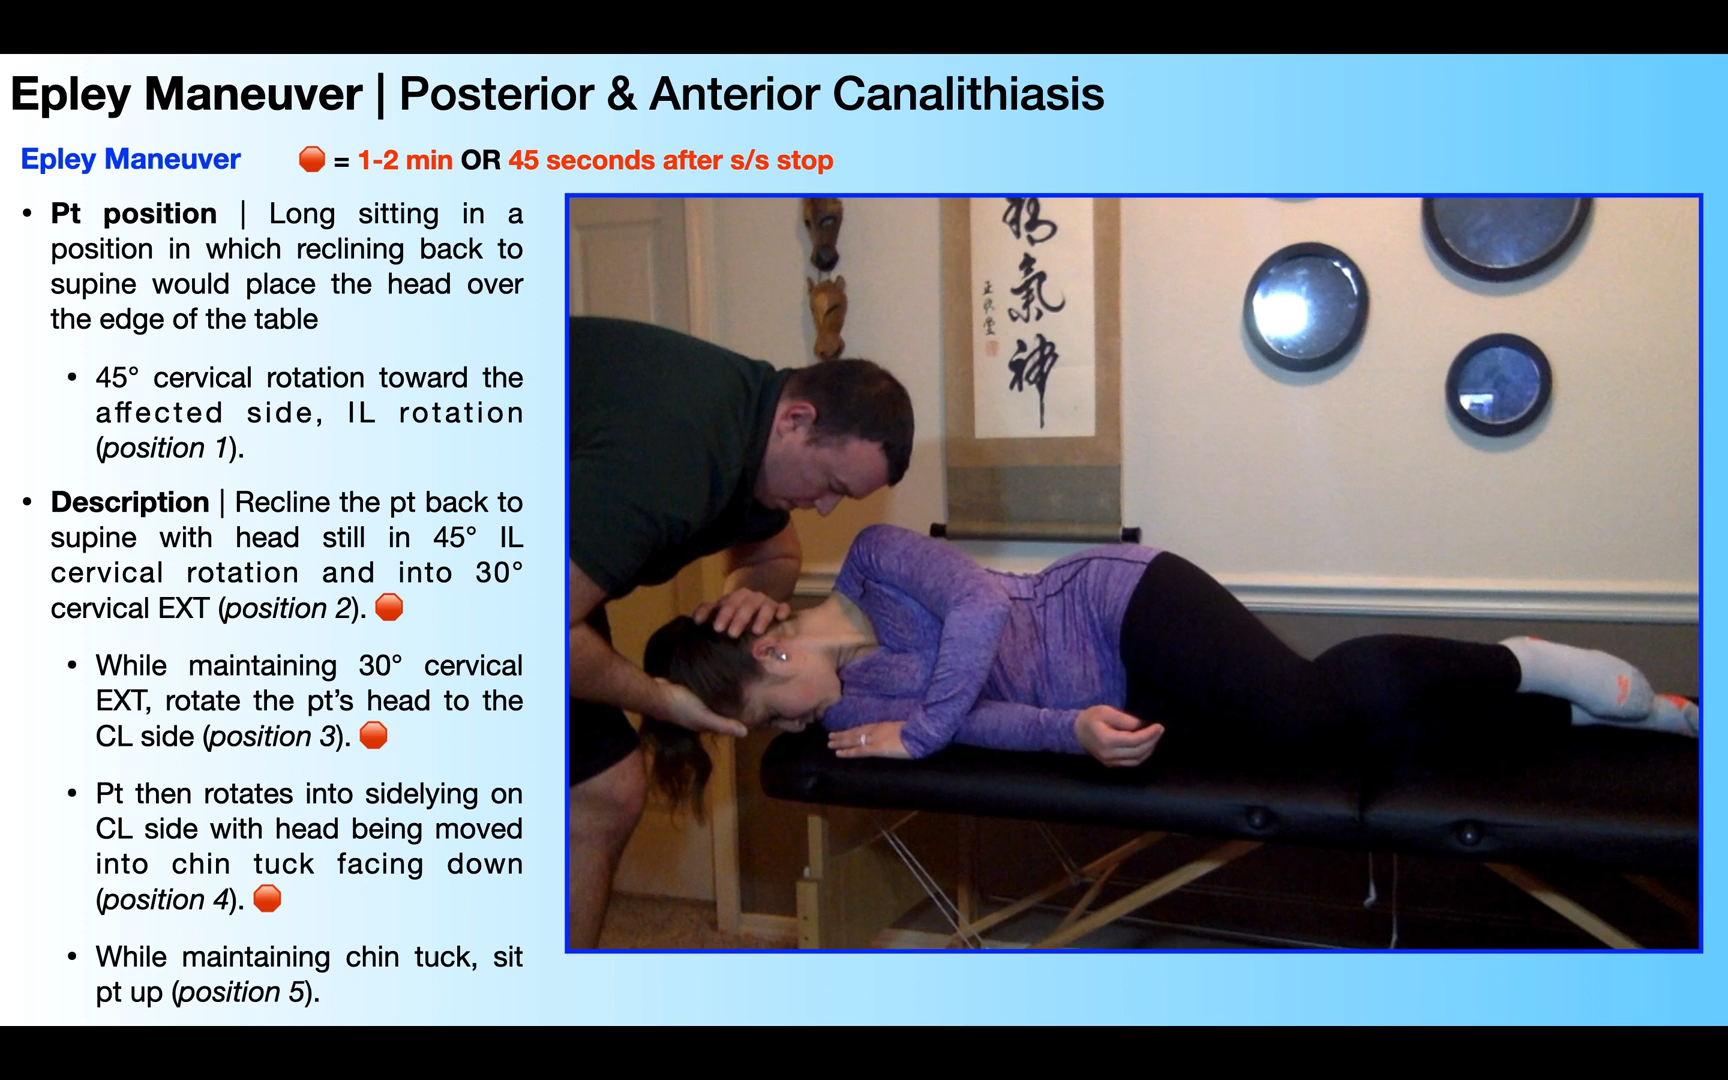 Epley Maneuver | Posterior & Anterior Canalithiasis
Epley Maneuver 🛑 = 1-2 min OR 45 seconds after s/s stop
• Pt position | Long sitting in a
position in which reclining back to
supine would place the head over
the edge of the table
• 45° cervical rotation toward the
affected side, IL rotation
(position 1).
• Description | Recline the pt back to
supine with head still in 45° IL
cervical rotation and into 30°
cervical EXT (position 2). 🛑
• While maintaining 30° cervical
EXT, rotate the pt’s head to the
CL side (position 3). 🛑
• Pt then rotates into sidelying on
CL side with head being moved
into chin tuck facing down
(position 4). 🛑
• While maintaining chin tuck, sit
pt up (position 5).
氣
神